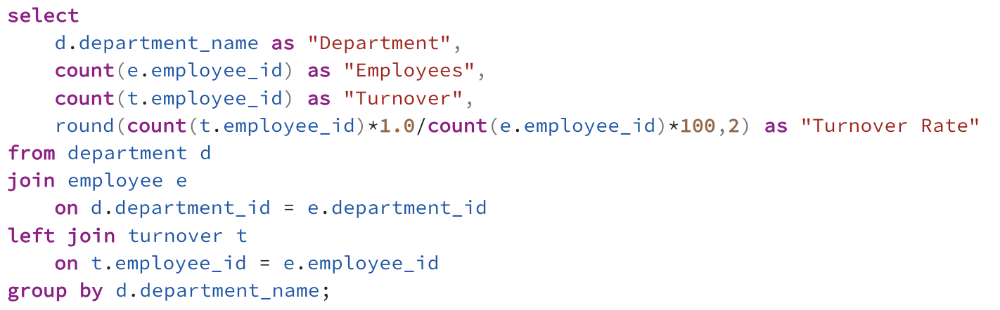 select
    d.department_name as "Department",
    count(e.employee_id) as "Employees",
    count(t.employee_id) as "Turnover",
    round(count(t.employee_id)*1.0/count(e.employee_id)*100,2) as "Turnover Rate"
from department d
join employee e
    on d.department_id = e.department_id
left join turnover t
    on t.employee_id = e.employee_id
group by d.department_name;